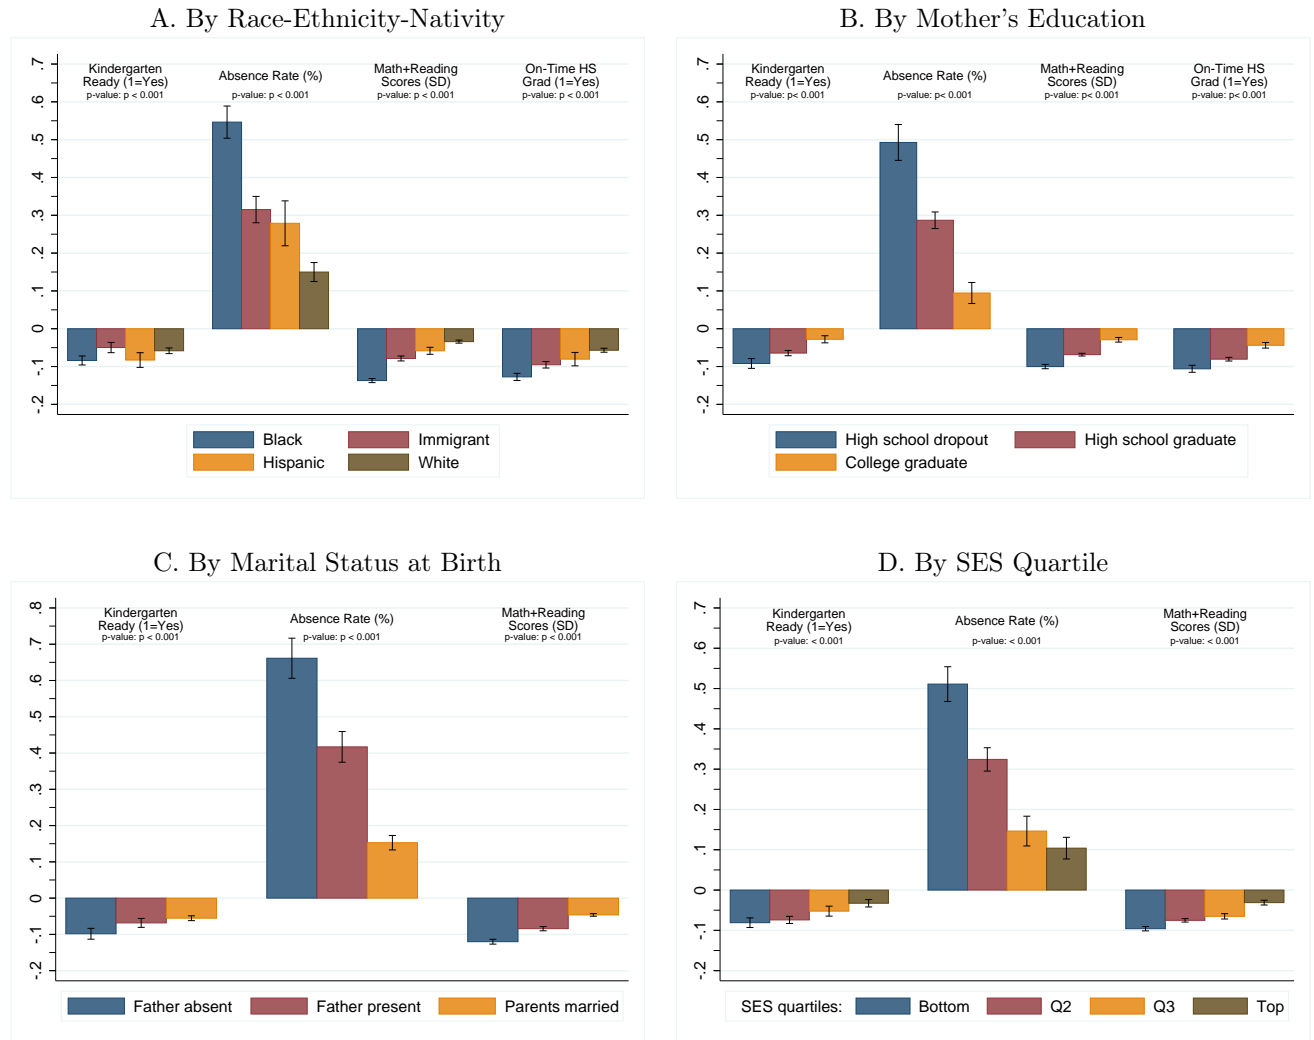 A. By Race-Ethnicity-Nativity
Kindergarten
Ready (1=Yes)
p-value: p < 0.001
Absence Rate (%)
p-value: p < 0.001
Math+Reading
Scores (SD)
p-value: p < 0.001
On-Time HS
Grad (1=Yes)
p-value: p < 0.001
.7
.6
.5
.4
.3
.2
.1
0
-.1
-.2
Black
Immigrant
Hispanic
White
B. By Mother's Education
Kindergarten
Ready (1=Yes)
p-value: p< 0.001
Absence Rate (%)
p-value: p< 0.001
Math+Reading
Scores (SD)
p-value: p< 0.001
On-Time HS
Grad (1=Yes)
p-value: p< 0.001
.7
.6
.5
.4
.3
.2
.1
0
-.1
-.2
High school dropout
High school graduate
College graduate
C. By Marital Status at Birth
Kindergarten
Ready (1=Yes)
p-value: p < 0.001
Absence Rate (%)
p-value: p < 0.001
Math+Reading
Scores (SD)
p-value: p < 0.001
.8
.7
.6
.5
.4
.3
.2
.1
0
-.1
-.2
Father absent
Father present
Parents married
D. By SES Quartile
Kindergarten
Ready (1=Yes)
p-value: < 0.001
Absence Rate (%)
p-value: < 0.001
Math+Reading
Scores (SD)
p-value: < 0.001
.7
.6
.5
.4
.3
.2
.1
0
-.1
-.2
SES quartiles:
Bottom
Q2
Q3
Top